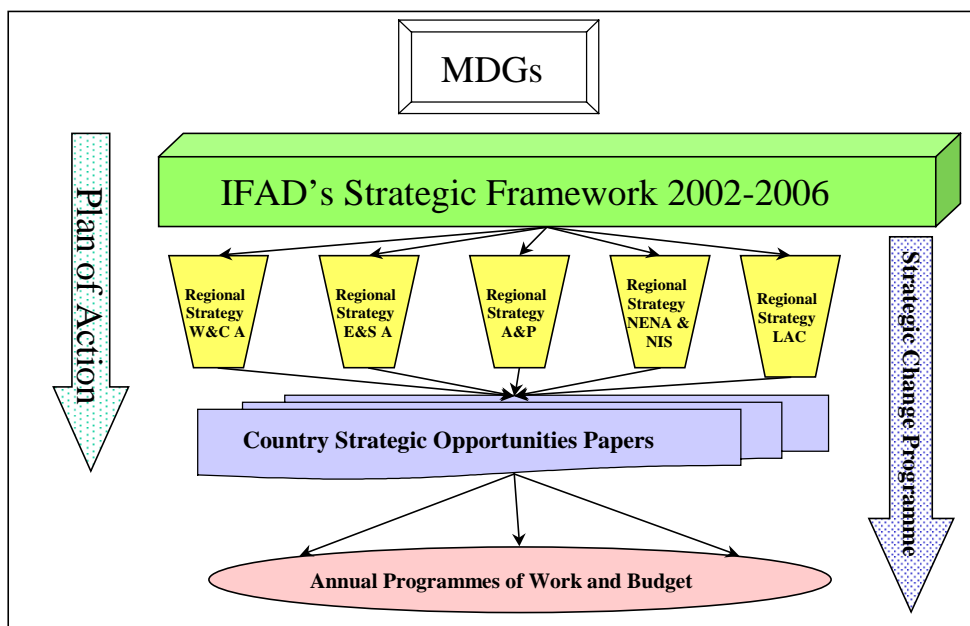 MDGs
Plan of Action
IFAD's Strategic Framework 2002-2006
Regional
Strategy
W&C A
Regional
Strategy
E&S A
Regional
Strategy
A&P
Regional
Strategy
NENA &
NIS
Regional
Strategy
LAC
Strategic Change Programme
Country Strategic Opportunities Papers
Annual Programmes of Work and Budget